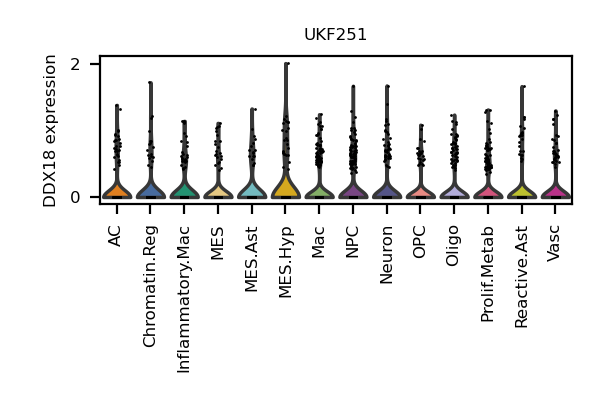 UKF251
DDX18 expression
2
0
AC
Chromatin.Reg
Inflammatory.Mac
MES
MES.Ast
MES.Hyp
Mac
NPC
Neuron
OPC
Oligo
Prolif.Metab
Reactive.Ast
Vasc